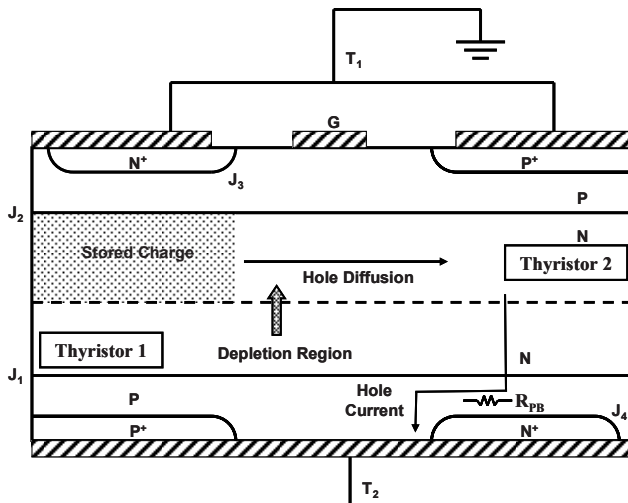 T1
G
N+
P+
J3
J2
P
Stored Charge
N
Hole Diffusion
Thyristor 2
Thyristor 1
Depletion Region
N
J1
Hole
Current
P
RPB
J4
P+
N+
T2